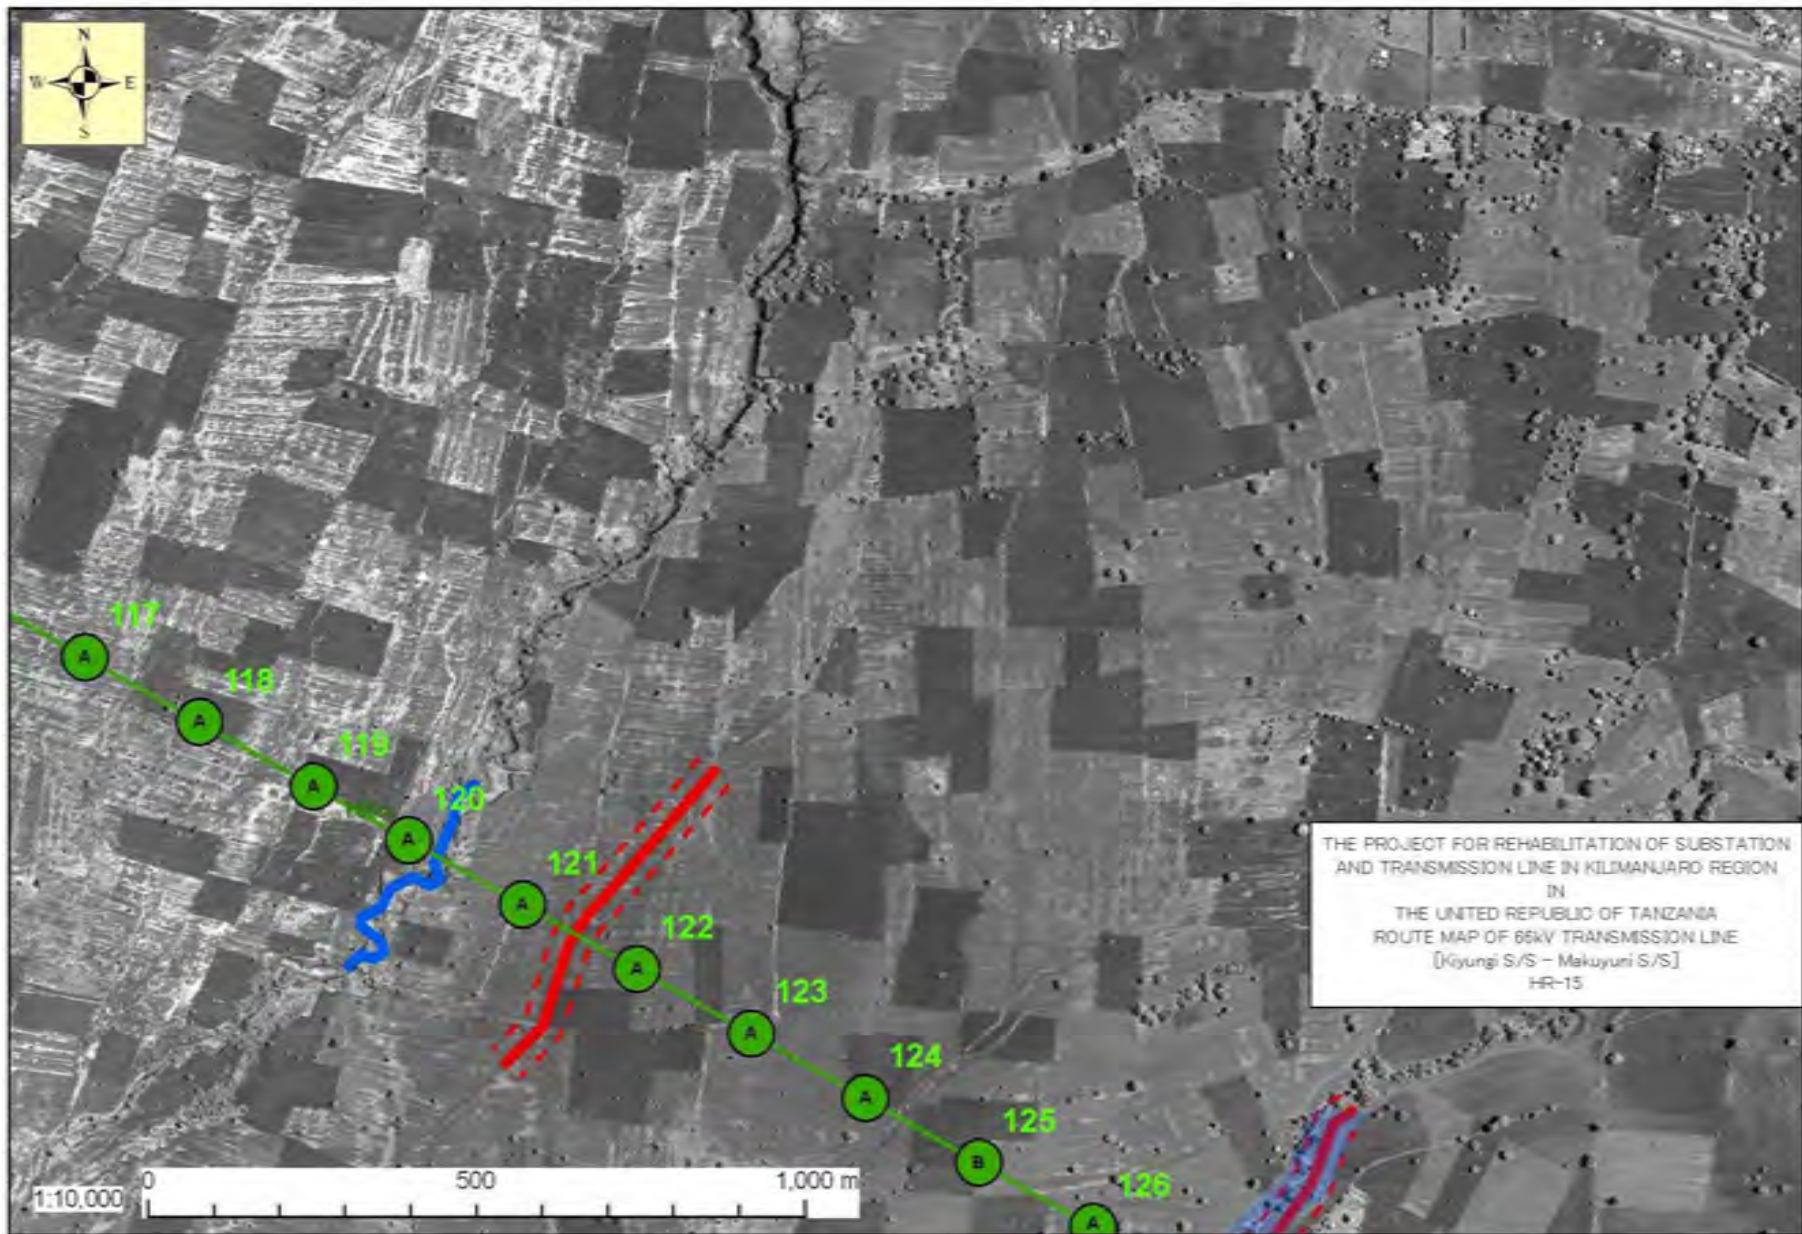 N
W E
S
117
A
118
A
119
A
120
A
121
A
122
A
123
A
124
A
125
B
126
A
THE PROJECT FOR REHABILITATION OF SUBSTATION
AND TRANSMISSION LINE IN KILIMANJARO REGION
IN
THE UNITED REPUBLIC OF TANZANIA
ROUTE MAP OF 66kV TRANSMISSION LINE
[Kiyungi S/S - Makuyuni S/S]
HR-15
0 500 1,000 m
1:10,000